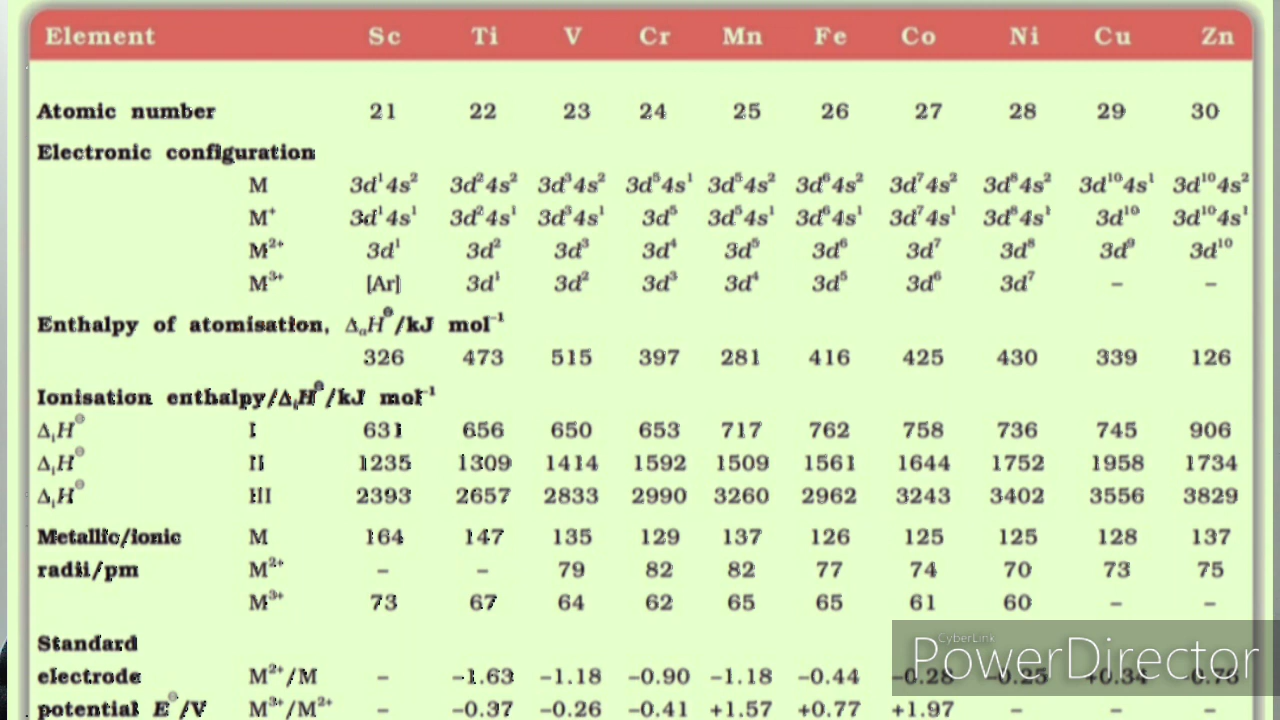 Element Sc Ti V Cr Mn Fe Co Ni Cu Zn
Atomic number 21 22 23 24 25 26 27 28 29 30
Electronic configuration
M 3d¹4s² 3d²4s² 3d³4s² 3d⁵4s¹ 3d⁵4s² 3d⁶4s² 3d⁷4s² 3d⁸4s² 3d¹⁰4s¹ 3d¹⁰4s²
M⁺ 3d¹4s¹ 3d²4s¹ 3d³4s¹ 3d⁵ 3d⁵4s¹ 3d⁶4s¹ 3d⁷4s¹ 3d⁸4s¹ 3d¹⁰ 3d¹⁰4s¹
M²⁺ 3d¹ 3d² 3d³ 3d⁴ 3d⁵ 3d⁶ 3d⁷ 3d⁸ 3d⁹ 3d¹⁰
M³⁺ [Ar] 3d¹ 3d² 3d³ 3d⁴ 3d⁵ 3d⁶ 3d⁷ – –
Enthalpy of atomisation, ΔₐH⊖/kJ mol⁻¹
326 473 515 397 281 416 425 430 339 126
Ionisation enthalpy/ΔᵢH⊖/kJ mol⁻¹
ΔᵢH⊖ I 631 656 650 653 717 762 758 736 745 906
ΔᵢH⊖ II 1235 1309 1414 1592 1509 1561 1644 1752 1958 1734
ΔᵢH⊖ III 2393 2657 2833 2990 3260 2962 3243 3402 3556 3829
Metallic/ionic M 164 147 135 129 137 126 125 125 128 137
radii/pm M²⁺ – – 79 82 82 77 74 70 73 75
M³⁺ 73 67 64 62 65 65 61 60 – –
Standard
electrode M²⁺/M – –1.63 –1.18 –0.90 –1.18 –0.44 –0.28 –0.25 +0.34 –0.76
potential E⊖/V M³⁺/M²⁺ – –0.37 –0.26 –0.41 +1.57 +0.77 +1.97 – – –
CyberLink
PowerDirector